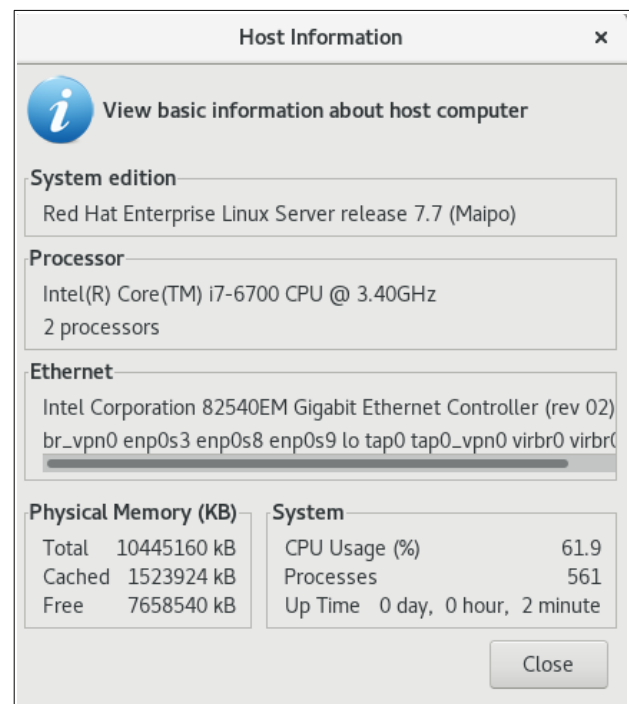 Host Information ×
View basic information about host computer
System edition
Red Hat Enterprise Linux Server release 7.7 (Maipo)
Processor
Intel(R) Core(TM) i7-6700 CPU @ 3.40GHz
2 processors
Ethernet
Intel Corporation 82540EM Gigabit Ethernet Controller (rev 02)
br_vpn0 enp0s3 enp0s8 enp0s9 lo tap0 tap0_vpn0 virbr0
Physical Memory (KB)
Total 10445160 kB
Cached 1523924 kB
Free 7658540 kB
System
CPU Usage (%) 61.9
Processes 561
Up Time 0 day, 0 hour, 2 minute
Close